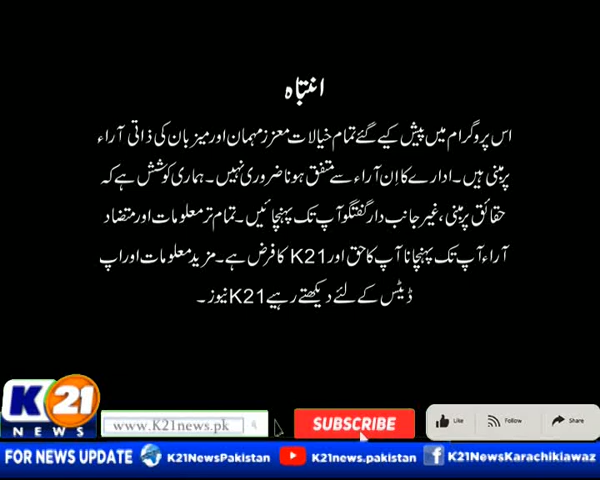 انتباہ
اس پروگرام میں پیش کیے گئے تمام خیالات معزز مہمان اور میزبان کی ذاتی آراء
پر مبنی ہیں۔ ادارے کا اِن آراء سے متفق ہونا ضروری نہیں۔ ہماری کوشش ہے کہ
حقائق پر مبنی، غیر جانب دار گفتگو آپ تک پہنچائیں۔ تمام تر معلومات اور متضاد
آراء آپ تک پہنچانا آپ کا حق اور K21 کا فرض ہے۔ مزید معلومات اور اپ
ڈیٹس کے لئے دیکھتے رہیے K21 نیوز۔
K21
NEWS
www.K21news.pk
SUBSCRIBE
Like
Follow
Share
FOR NEWS UPDATE
K21NewsPakistan
K21news.pakistan
K21NewsKarachikiawaz